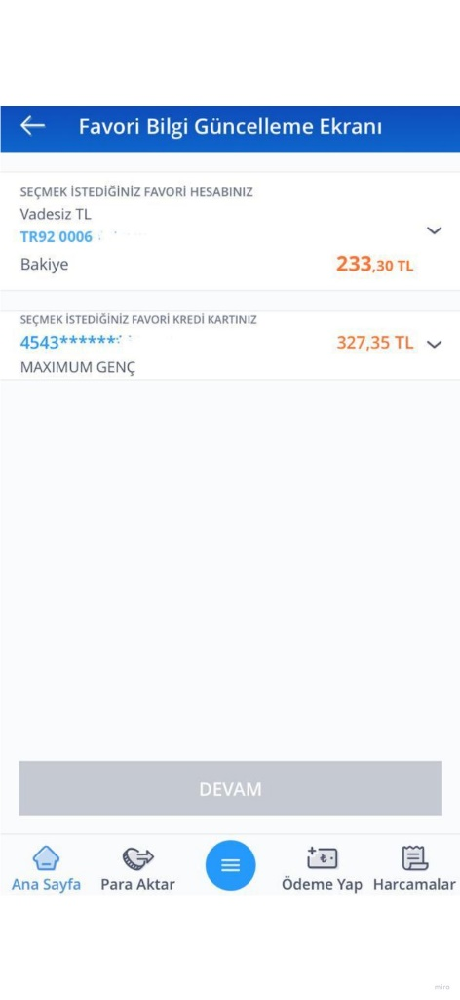 Favori Bilgi Güncelleme Ekranı
SEÇMEK İSTEDİĞİNİZ FAVORİ HESABINIZ
Vadesiz TL
TR92 0006
Bakiye 233,30 TL
SEÇMEK İSTEDİĞİNİZ FAVORİ KREDİ KARTINIZ
4543****** 327,35 TL
MAXIMUM GENÇ
DEVAM
Ana Sayfa Para Aktar Ödeme Yap Harcamalar
miro